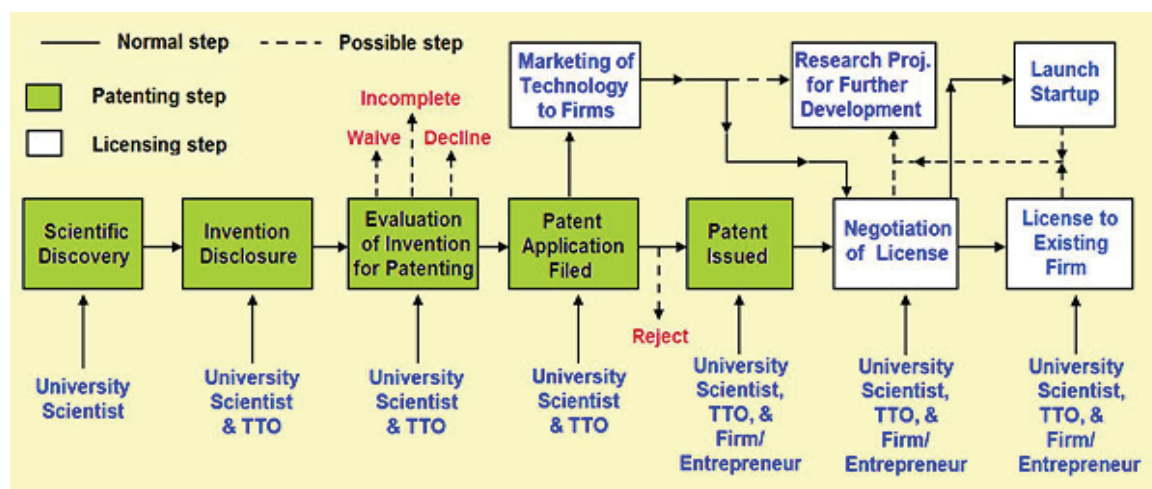 Normal step
Possible step
Patenting step
Licensing step
Incomplete
Waive
Decline
Marketing of
Technology
to Firms
Research Proj.
for Further
Development
Launch
Startup
Scientific
Discovery
Invention
Disclosure
Evaluation
of Invention
for Patenting
Patent
Application
Filed
Patent
Issued
Negotiation
of License
License to
Existing
Firm
Reject
University
Scientist
University
Scientist
& TTO
University
Scientist
& TTO
University
Scientist
& TTO
University
Scientist,
TTO, &
Firm/
Entrepreneur
University
Scientist,
TTO, &
Firm/
Entrepreneur
University
Scientist,
TTO, &
Firm/
Entrepreneur